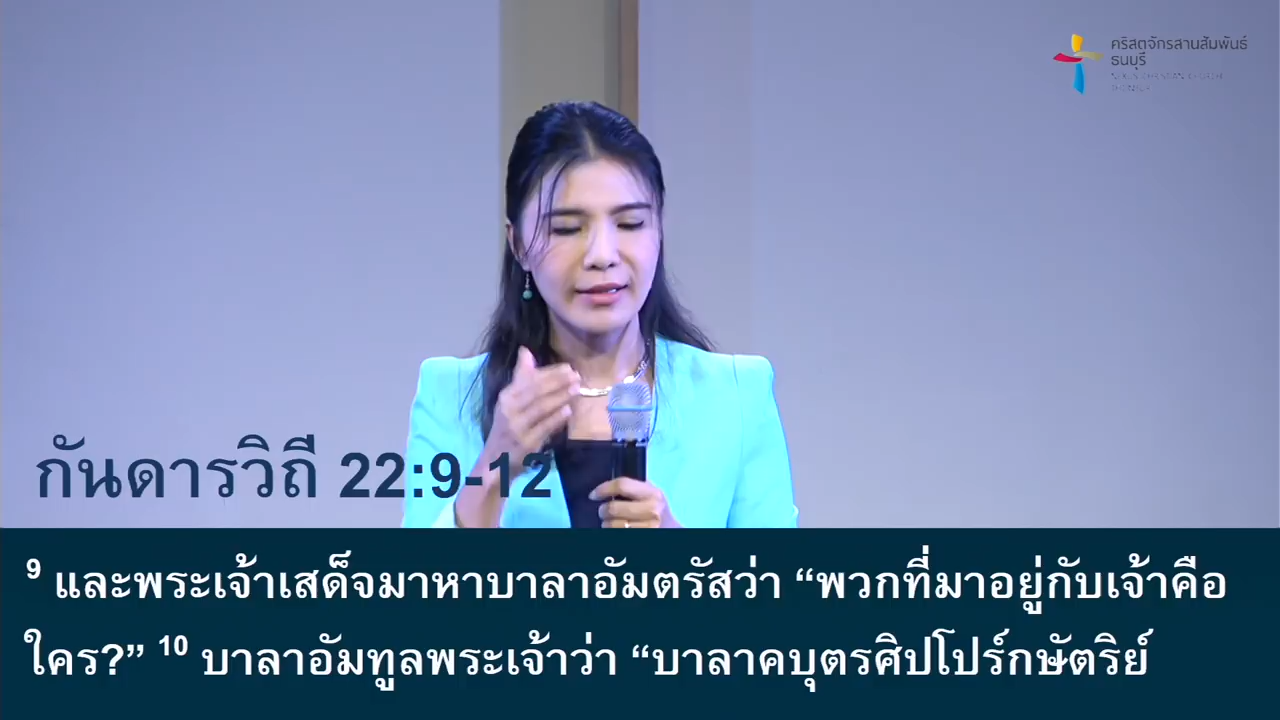 คริสตจักรสานสัมพันธ์
ธนบุรี
กันดารวิถี 22:9-12
9 และพระเจ้าเสด็จมาหาบาลาอัมตรัสว่า “พวกที่มาอยู่กับเจ้าคือ
ใคร?” 10 บาลาอัมทูลพระเจ้าว่า “บาลาคบุตรศิปโปร์กษัตริย์